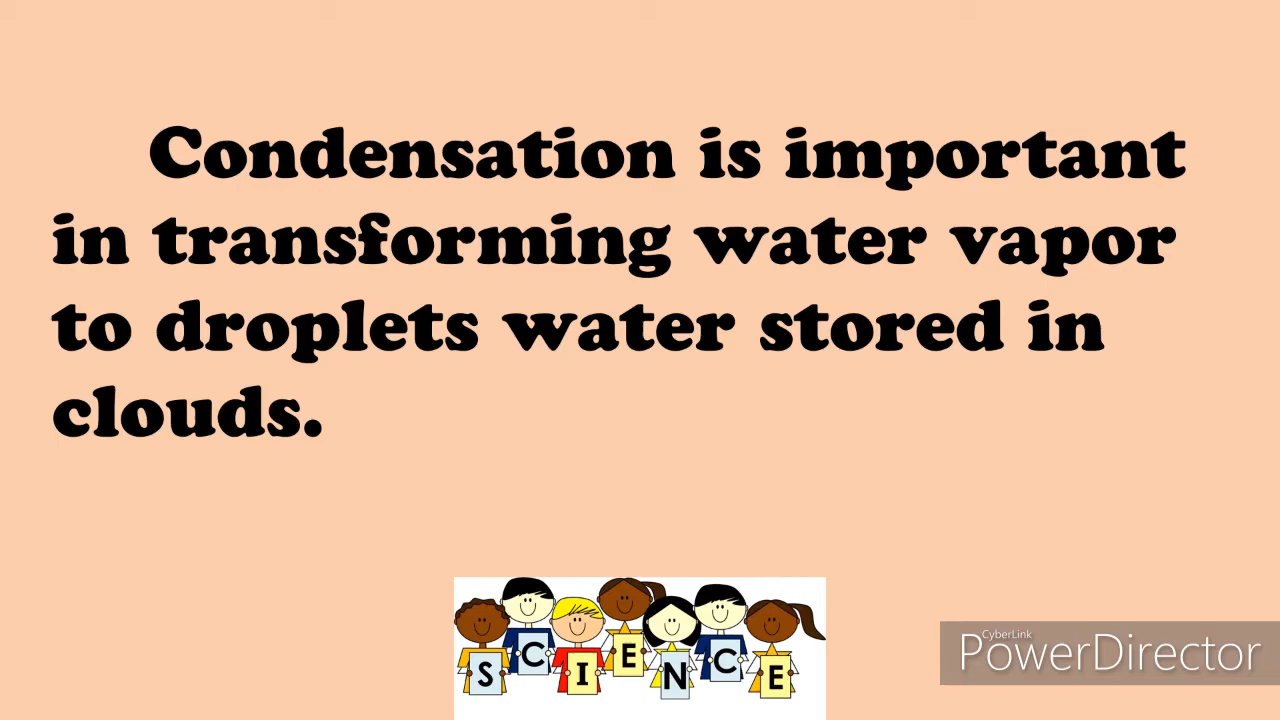 Condensation is important
in transforming water vapor
to droplets water stored in
clouds.
S C I E N C E
CyberLink
PowerDirector